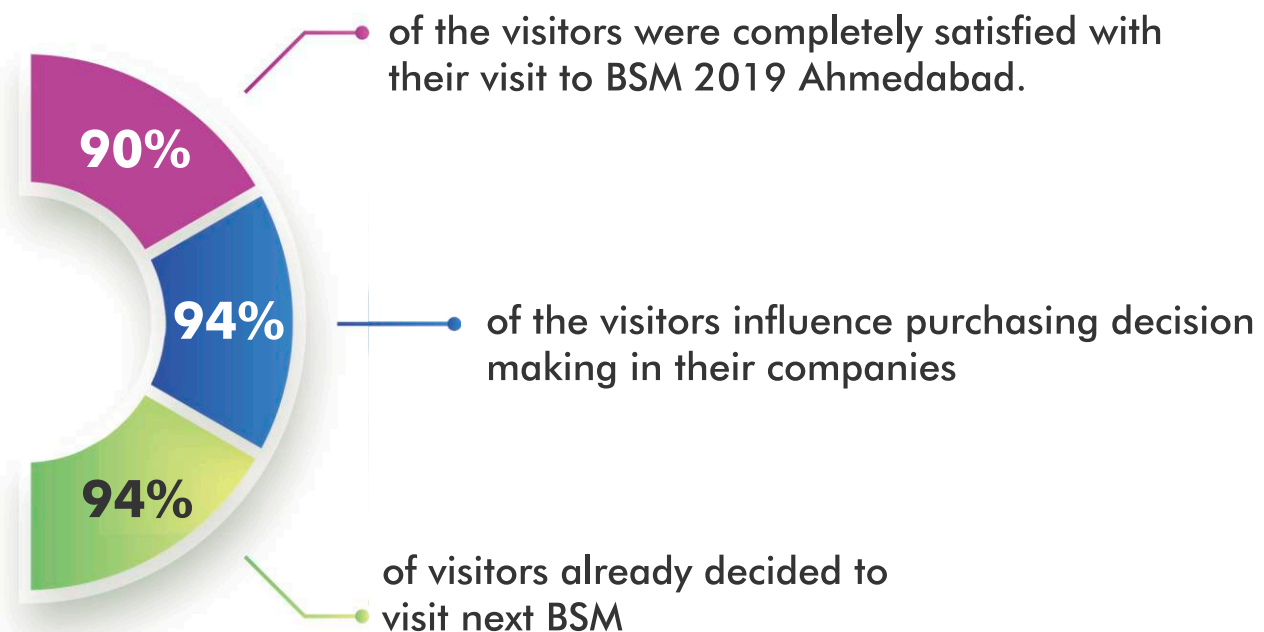 90%
of the visitors were completely satisfied with
their visit to BSM 2019 Ahmedabad.
94%
of the visitors influence purchasing decision
making in their companies
94%
of visitors already decided to
visit next BSM